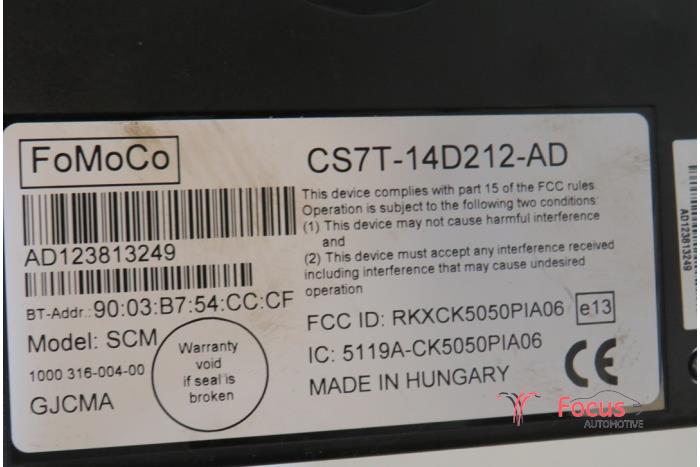 FoMoCo
AD123813249
BT-Addr.:90:03:B7:54:CC:CF
Model: SCM
1000 316-004-00
GJCMA
Warranty
void
if seal is
broken
CS7T-14D212-AD
This device complies with part 15 of the FCC rules.
Operation is subject to the following two conditions:
(1) This device may not cause harmful interference
and
(2) This device must accept any interference received
including interference that may cause undesired
operation
FCC ID: RKXCK5050PIA06 e13
IC: 5119A-CK5050PIA06
CE
MADE IN HUNGARY
AD123813249
Focus
AUTOMOTIVE